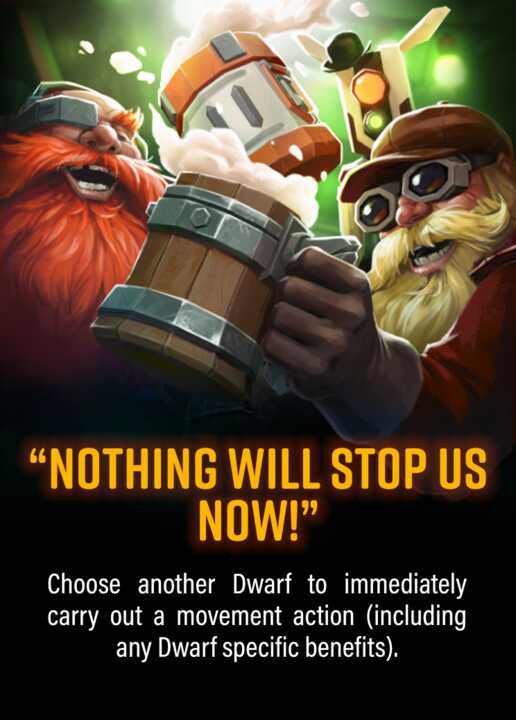 “NOTHING WILL STOP US
NOW!”
Choose another Dwarf to immediately
carry out a movement action (including
any Dwarf specific benefits).